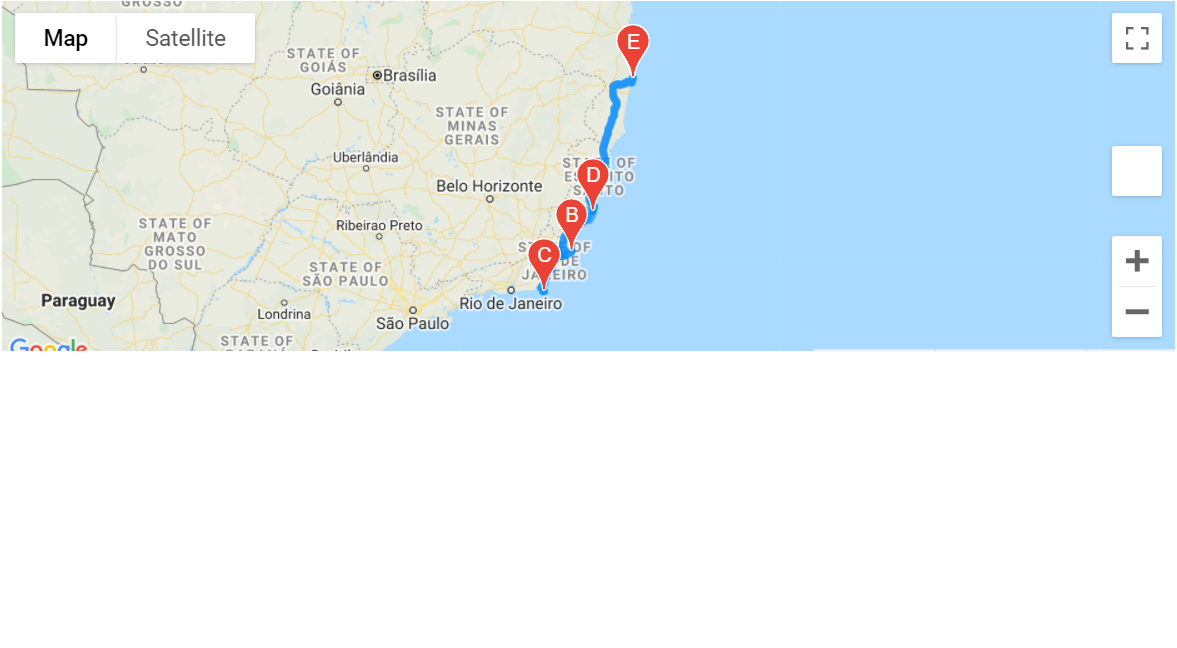 GROSSO
Map
Satellite
E
STATE OF
GOIÁS
Brasília
Goiânia
STATE OF
MINAS
GERAIS
Uberlândia
STATE OF
ESPÍRITO
SANTO
D
Belo Horizonte
B
STATE OF
MATO
GROSSO
DO SUL
Ribeirao Preto
STATE OF
RIO DE
JANEIRO
C
STATE OF
SÃO PAULO
Paraguay
Rio de Janeiro
Londrina
São Paulo
STATE OF
PARANÁ
Google